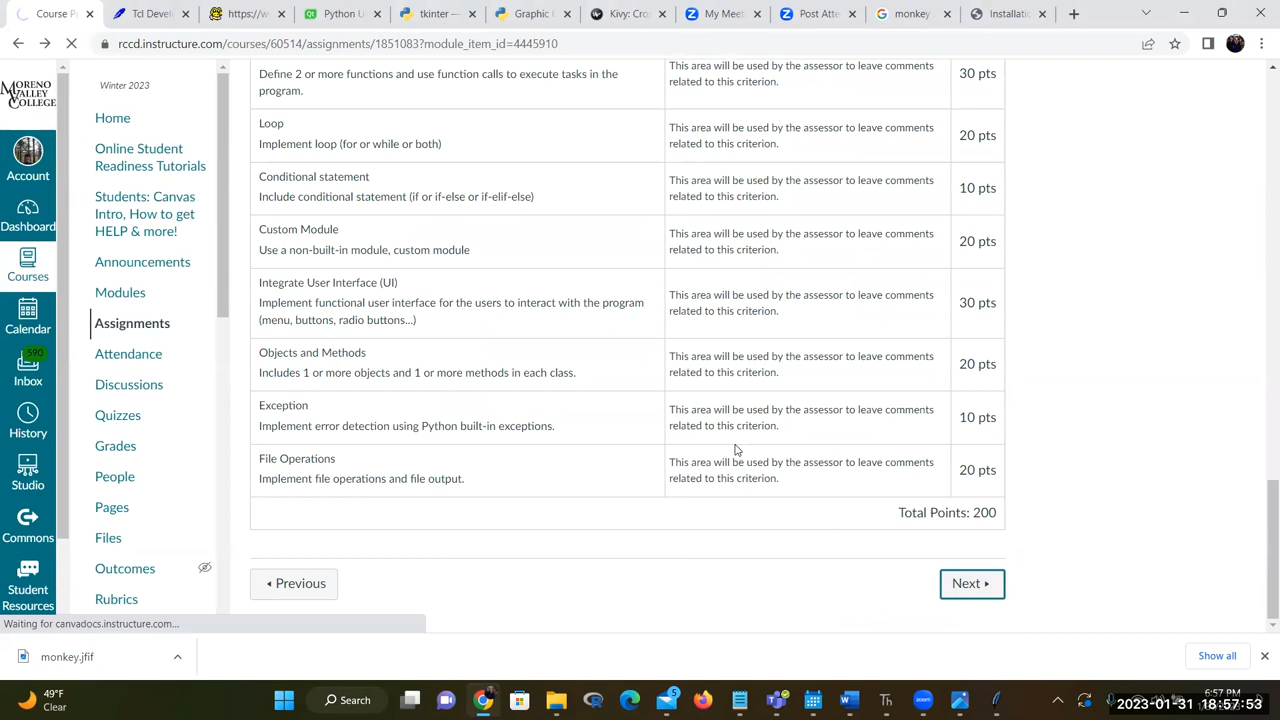 Course P
Tcl Develo
https://w
Python U
tkinter —
Graphic
Kivy: Cro
My Meet
Post Atte
monkey
Installatio
rccd.instructure.com/courses/60514/assignments/1851083?module_item_id=4445910
MORENO
VALLEY
COLLEGE
Account
Dashboard
Courses
Calendar
590
Inbox
History
Studio
Commons
Student
Resources
Winter 2023
Home
Online Student
Readiness Tutorials
Students: Canvas
Intro, How to get
HELP & more!
Announcements
Modules
Assignments
Attendance
Discussions
Quizzes
Grades
People
Pages
Files
Outcomes
Rubrics
Define 2 or more functions and use function calls to execute tasks in the
program.
This area will be used by the assessor to leave comments
related to this criterion.
30 pts
Loop
Implement loop (for or while or both)
This area will be used by the assessor to leave comments
related to this criterion.
20 pts
Conditional statement
Include conditional statement (if or if-else or if-elif-else)
This area will be used by the assessor to leave comments
related to this criterion.
10 pts
Custom Module
Use a non-built-in module, custom module
This area will be used by the assessor to leave comments
related to this criterion.
20 pts
Integrate User Interface (UI)
Implement functional user interface for the users to interact with the program
(menu, buttons, radio buttons...)
This area will be used by the assessor to leave comments
related to this criterion.
30 pts
Objects and Methods
Includes 1 or more objects and 1 or more methods in each class.
This area will be used by the assessor to leave comments
related to this criterion.
20 pts
Exception
Implement error detection using Python built-in exceptions.
This area will be used by the assessor to leave comments
related to this criterion.
10 pts
File Operations
Implement file operations and file output.
This area will be used by the assessor to leave comments
related to this criterion.
20 pts
Total Points: 200
Previous
Next
Waiting for canvadocs.instructure.com...
monkey.jfif
Show all
49°F
Clear
Search
5
Th
zoom
6:57 PM
2023-01-31 18:57:53